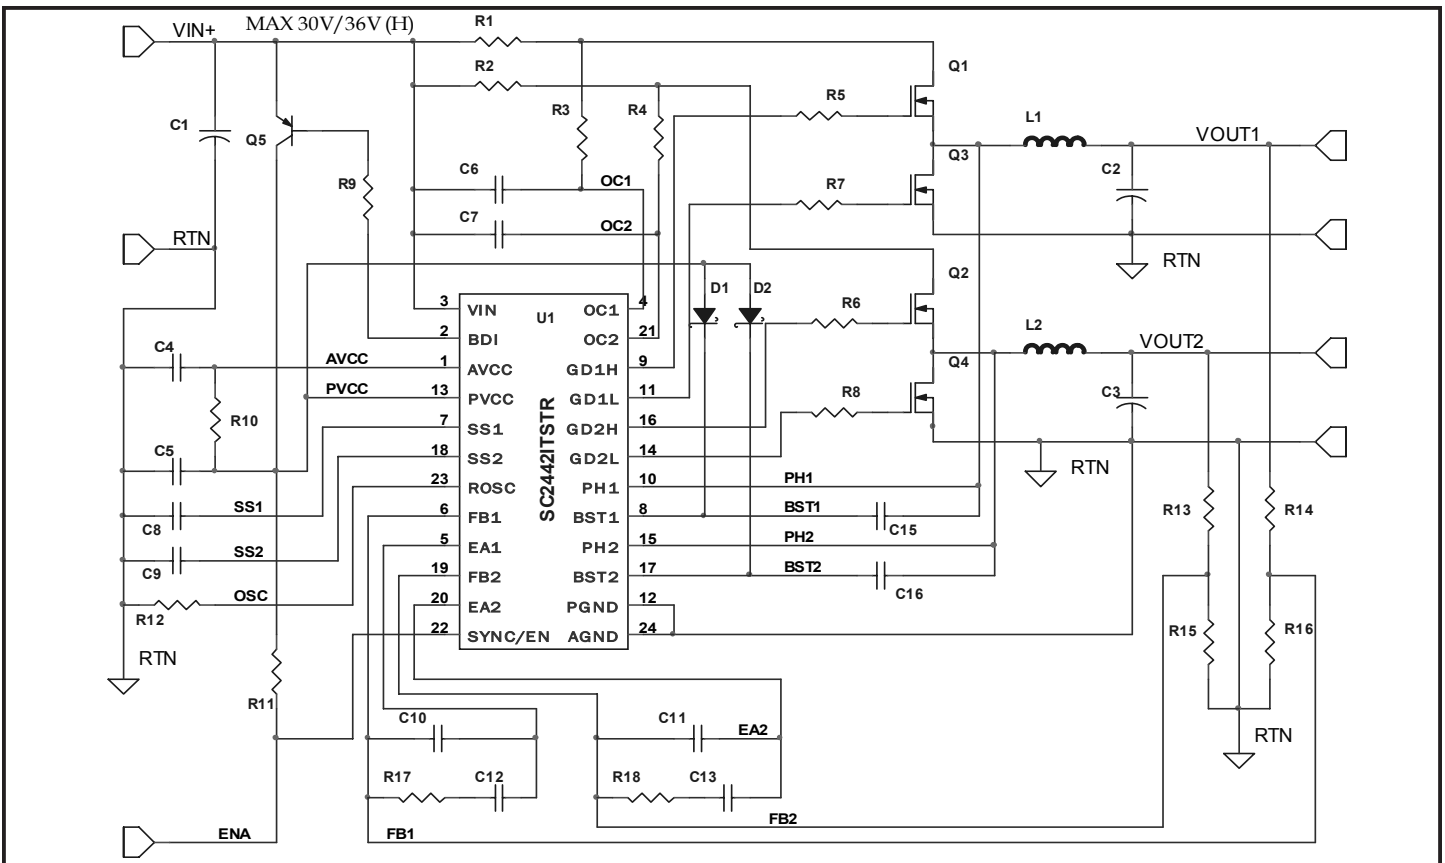 VIN+ MAX 30V/36V (H) R1
R2 Q1
R3 R4 R5
C1 Q5 L1 VOUT1
Q3 C2
R9 C6 OC1 R7
C7 OC2
RTN RTN
Q2
D1 D2
3 VIN U1 OC1 4 R6
2 BDI OC2 21 L2 VOUT2
C4 AVCC 1 AVCC GD1H 9 Q4
PVCC 13 PVCC GD1L 11 R8 C3
R10 7 SS1 GD2H 16
C5 18 SS2 GD2L 14 RTN
23 ROSC PH1 10 PH1
SC2442ITSTR
C8 SS1 6 FB1 BST1 8 BST1 C15 R13 R14
5 EA1 PH2 15 PH2
C9 SS2 19 FB2 BST2 17 BST2 C16
R12 OSC 20 EA2 PGND 12
22 SYNC/EN AGND 24 R15 R16
RTN
R11
C10 C11 EA2 RTN
R17 C12 R18 C13
FB2
ENA FB1